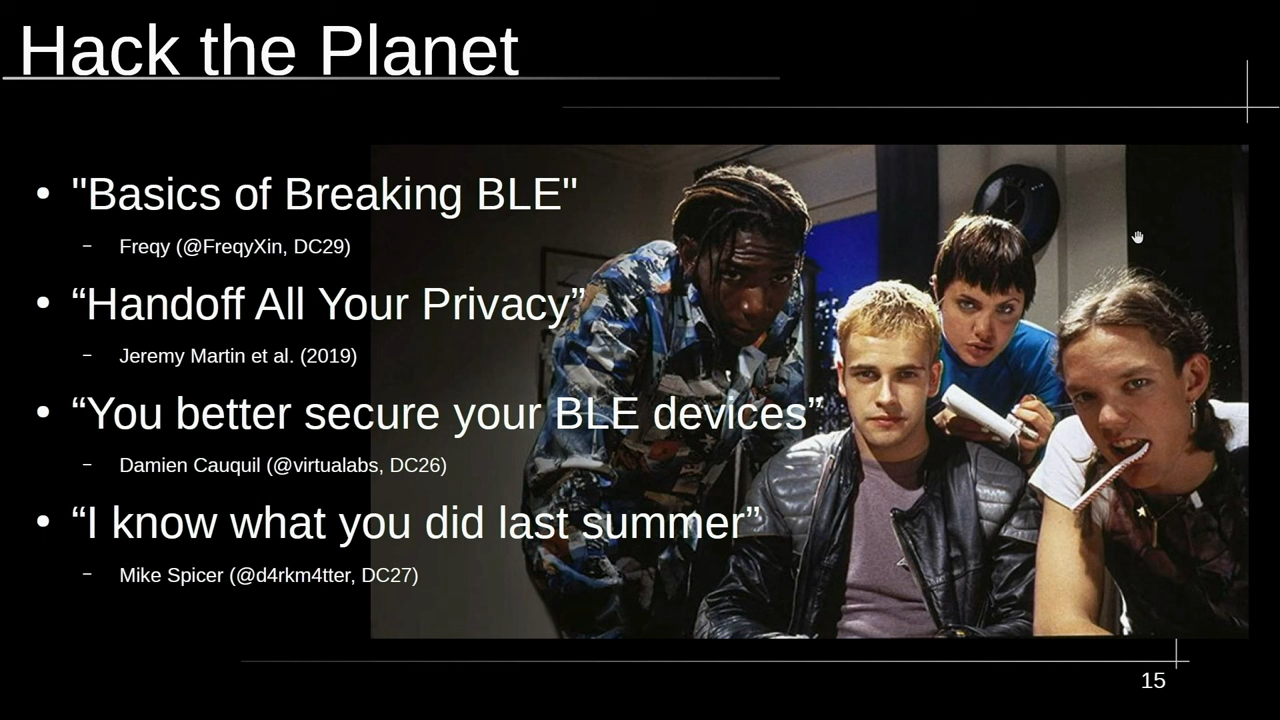 Hack the Planet
• "Basics of Breaking BLE"
– Freqy (@FreqyXin, DC29)
• “Handoff All Your Privacy”
– Jeremy Martin et al. (2019)
• “You better secure your BLE devices”
– Damien Cauquil (@virtualabs, DC26)
• “I know what you did last summer”
– Mike Spicer (@d4rkm4tter, DC27)
15